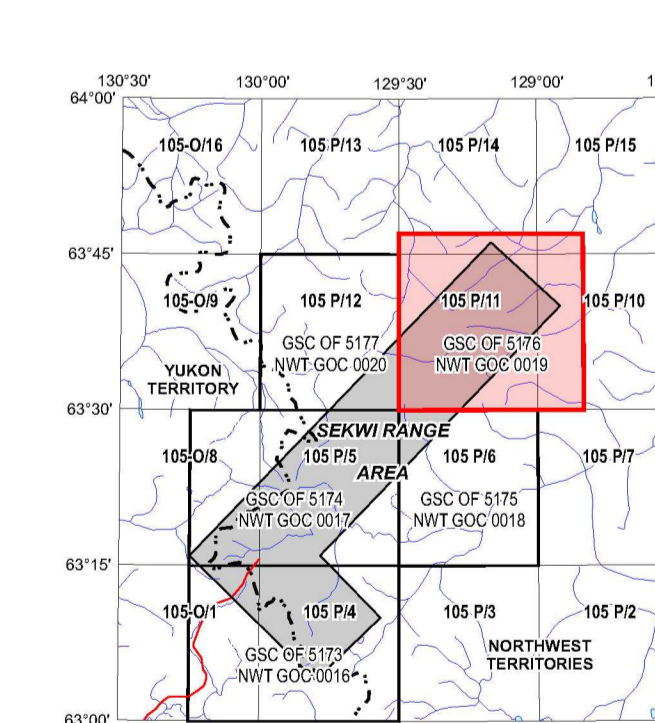 130°30' 130°00' 129°30' 129°00' 1
64°00'
105-O/16 105 P/13 105 P/14 105 P/15
63°45'
105-O/9 105 P/12 105 P/11 105 P/10
GSC OF 5177
NWT GOC 0020
GSC OF 5176
NWT GOC 0019
YUKON
TERRITORY
63°30'
SEKWI RANGE
AREA
105-O/8 105 P/5 105 P/6 105 P/7
GSC OF 5174
NWT GOC 0017
GSC OF 5175
NWT GOC 0018
63°15'
105-O/1 105 P/4 105 P/3 105 P/2
GSC OF 5173
NWT GOC 0016
NORTHWEST
TERRITORIES
63°00'